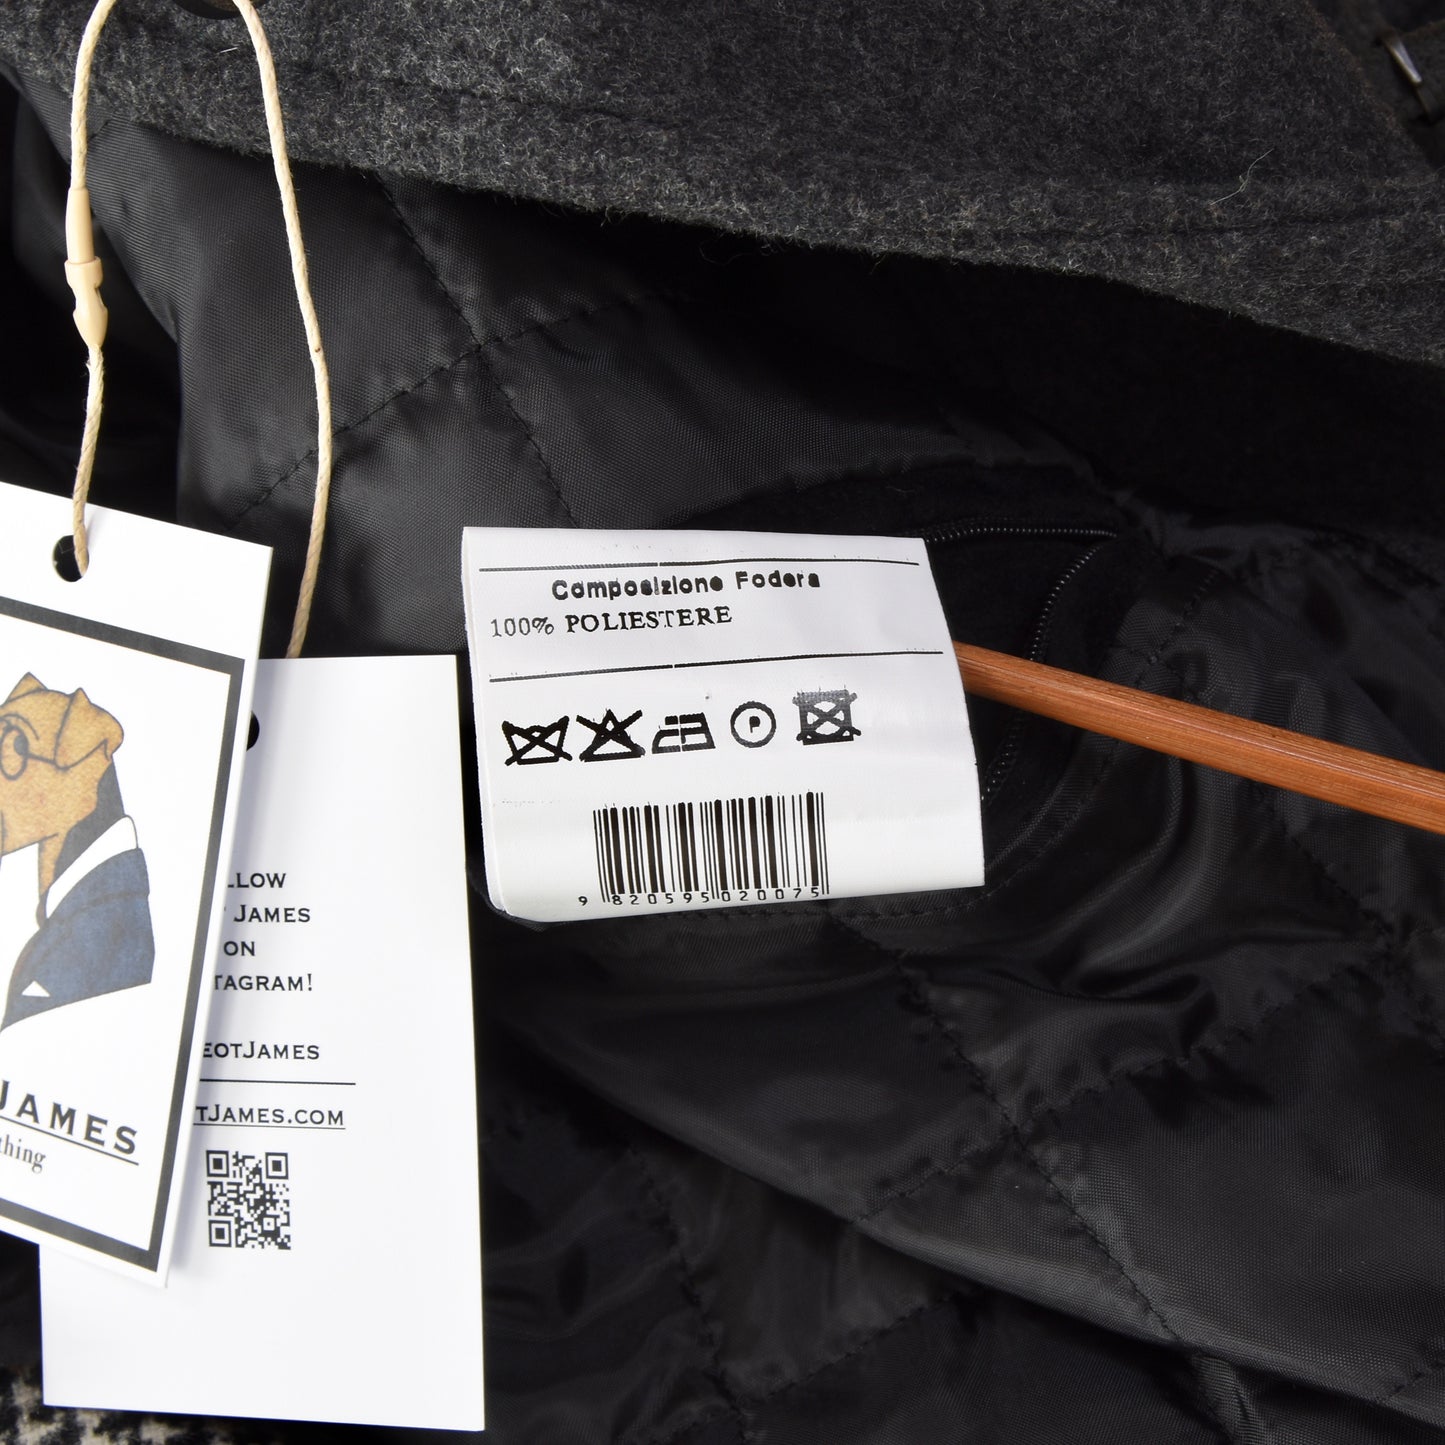 Composizione Fodera
100% POLIESTERE
P
9 820595 020075
JAMES
thing
LLOW
JAMES
ON
TAGRAM!
EOTJAMES
TJAMES.COM